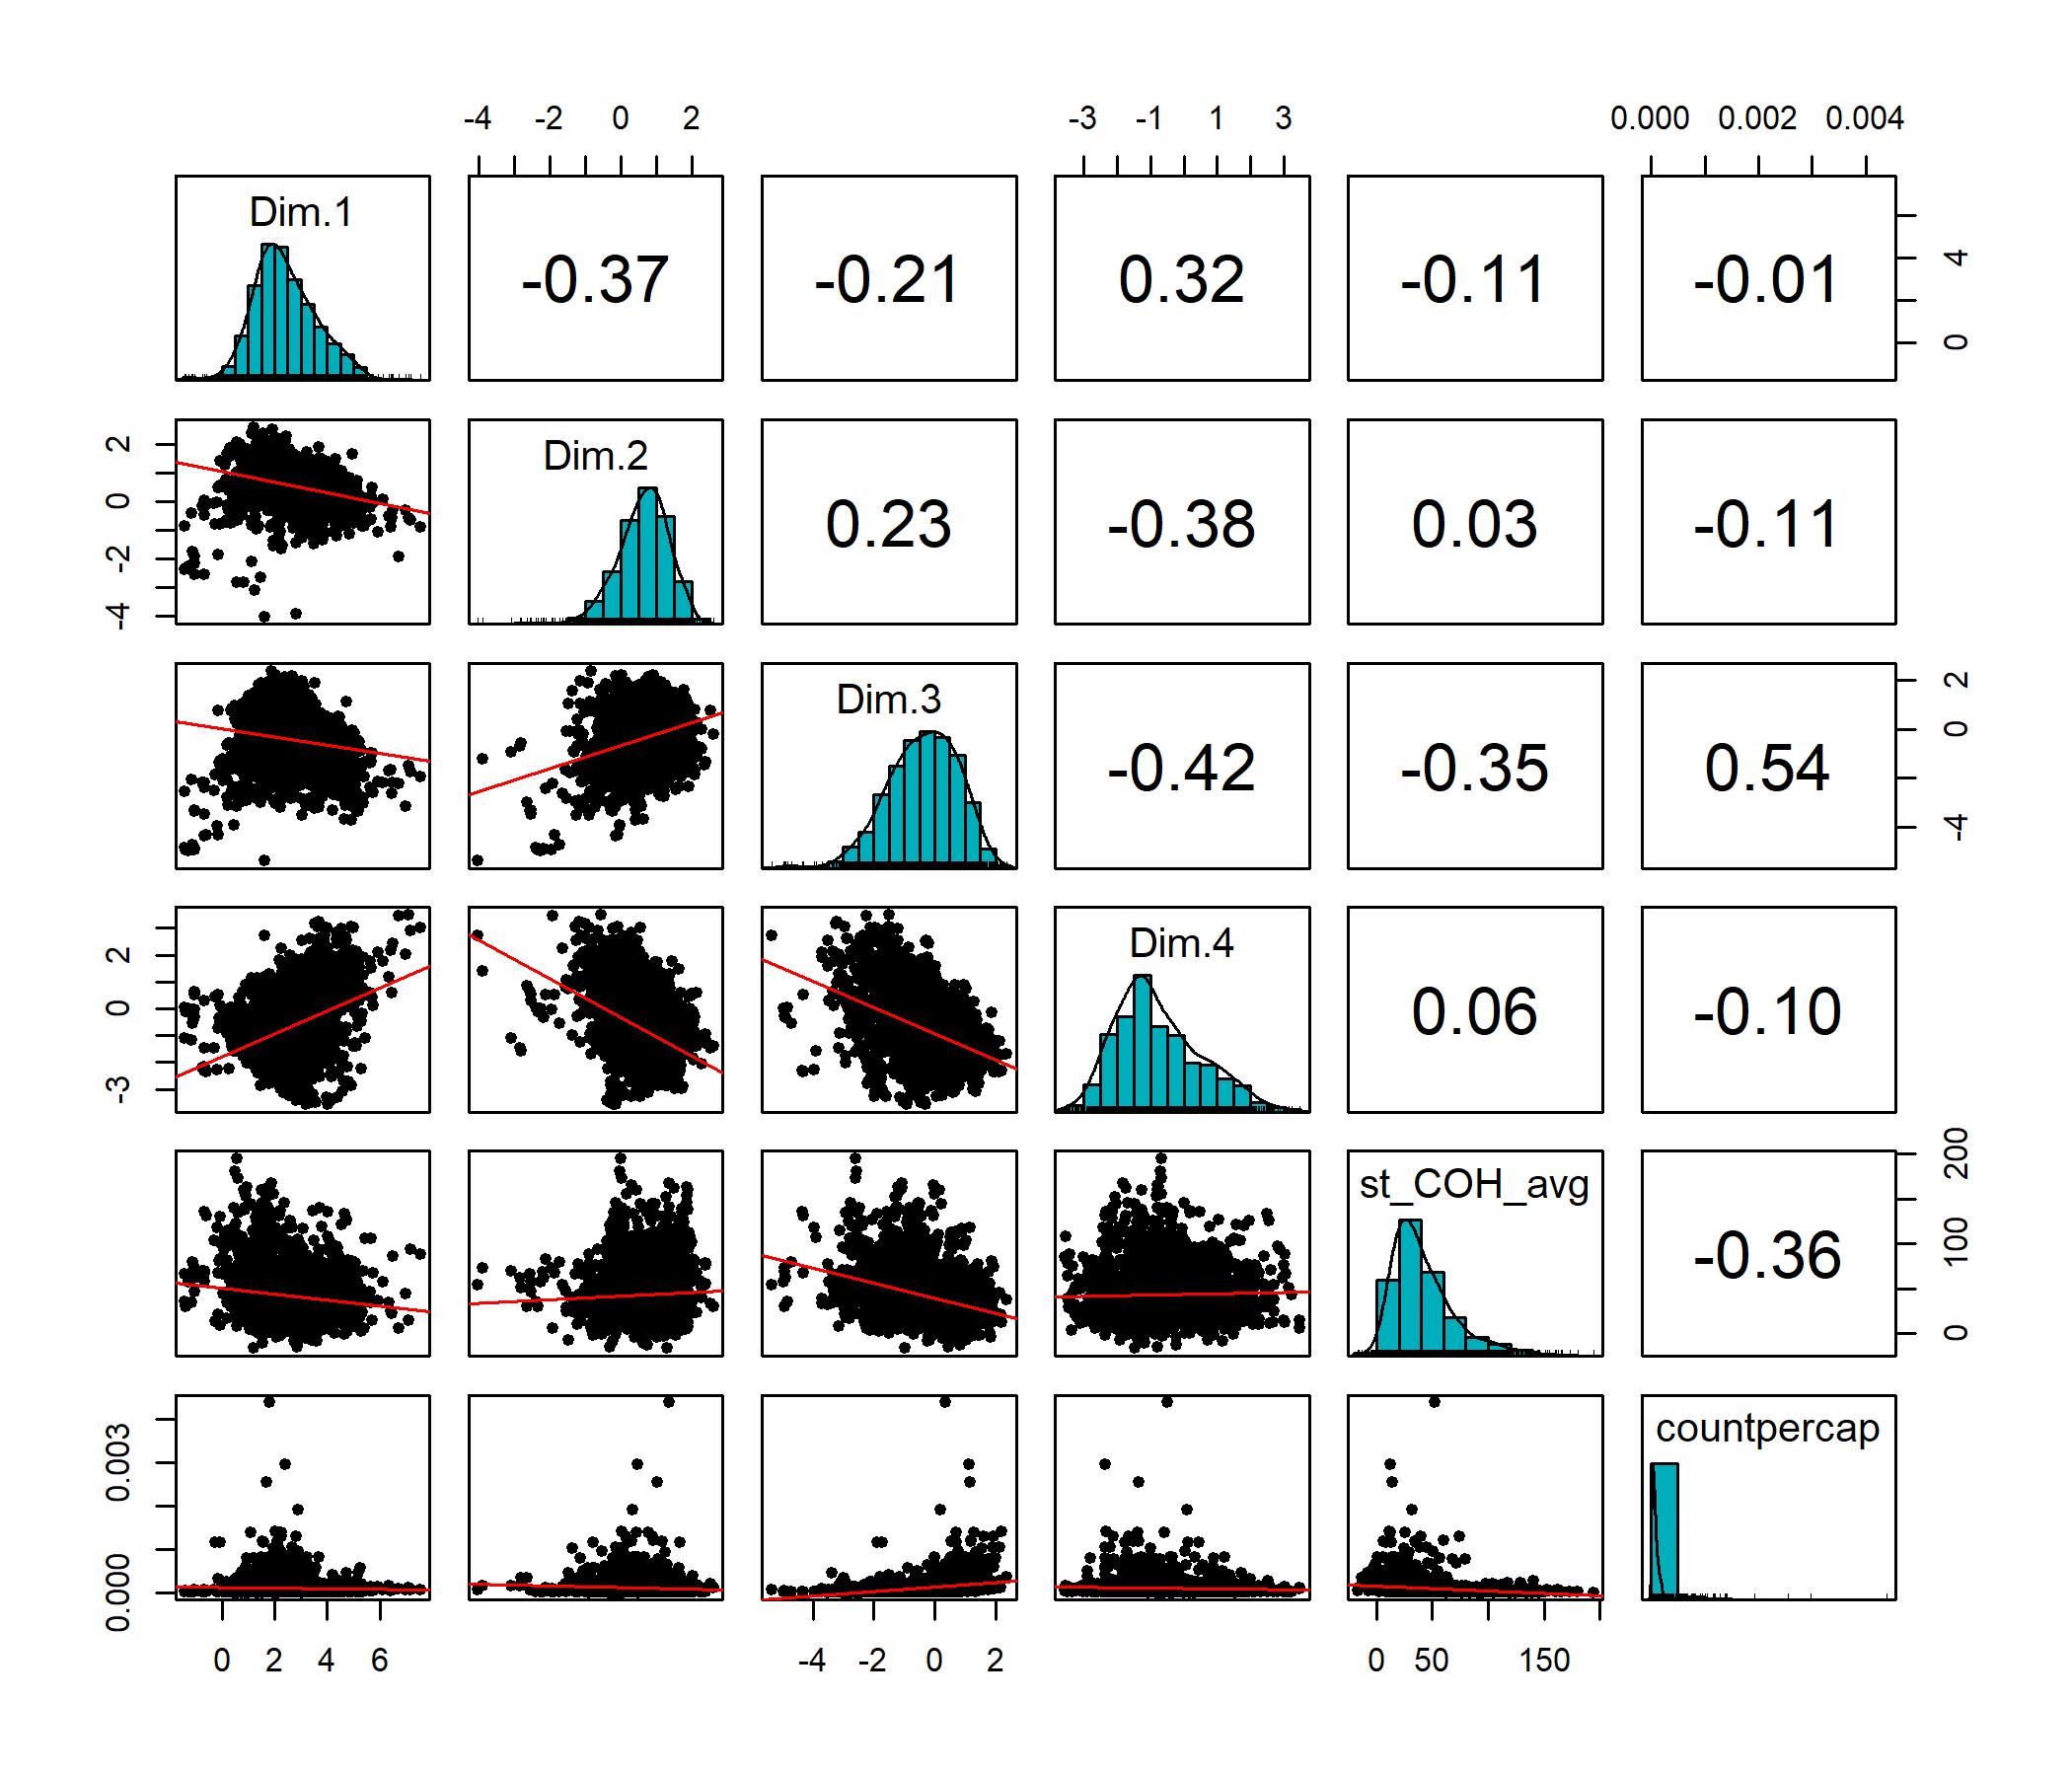 -4 -2 0 2 -3 -1 1 3 0.000 0.002 0.004
Dim.1 -0.37 -0.21 0.32 -0.11 -0.01
0 4
-4 -2 0 2
Dim.2 0.23 -0.38 0.03 -0.11
Dim.3 -0.42 -0.35 0.54
-4 0 2
-3 0 2
Dim.4 0.06 -0.10
st_COH_avg -0.36
0 100 200
0.000 0.003
countpercap
0 2 4 6 -4 -2 0 2 0 50 150